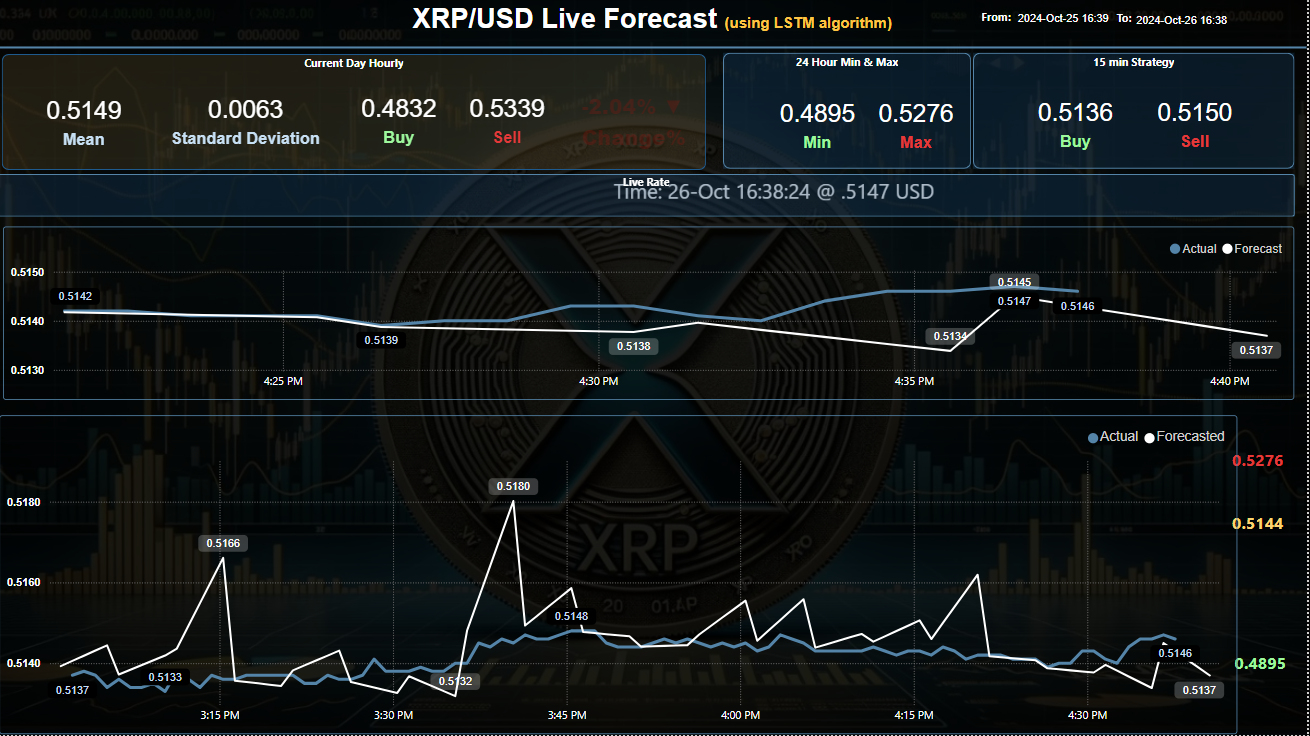 XRP/USD Live Forecast (using LSTM algorithm)
From: 2024-Oct-25 16:39 To: 2024-Oct-26 16:38
Current Day Hourly
0.5149 0.0063 0.4832 0.5339 -2.04% ▼
Mean Standard Deviation Buy Sell
24 Hour Min & Max
0.4895 0.5276
Min Max
15 min Strategy
0.5136 0.5150
Buy Sell
Live Rate
Time: 26-Oct 16:38:24 @ .5147 USD
Actual Forecast
0.5150
0.5140
0.5130
0.5142
0.5139
0.5138
0.5134
0.5145
0.5147
0.5146
0.5137
4:25 PM 4:30 PM 4:35 PM 4:40 PM
Actual Forecasted
0.5180
0.5160
0.5140
0.5137
0.5133
0.5166
0.5132
0.5180
0.5148
0.5146
0.5137
3:15 PM 3:30 PM 3:45 PM 4:00 PM 4:15 PM 4:30 PM
0.5276
0.5144
0.4895
XRP